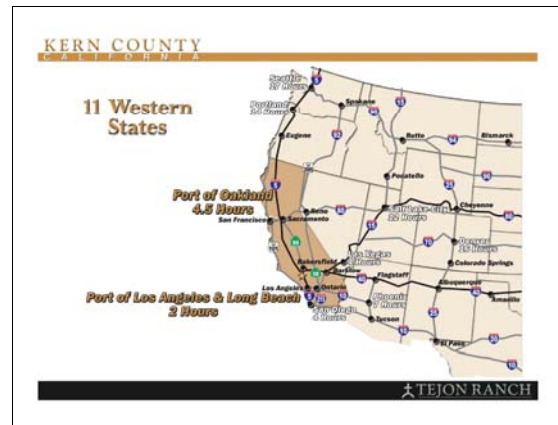 KERN COUNTY
CALIFORNIA
11 Western
States
Seattle
17 Hours
5
Portland
14 Hours
Spokane
Eugene
Butte
Bismarck
Pocatello
Port of Oakland
4.5 Hours
San Francisco
Sacramento
Reno
Salt Lake City
12 Hours
Cheyenne
Denver
15 Hours
Colorado Springs
Las Vegas
Bakersfield
Barstow
Flagstaff
Albuquerque
Amarillo
Los Angeles
Ontario
Port of Los Angeles & Long Beach
2 Hours
San Diego
4 Hours
Phoenix
7 Hours
Tucson
El Paso
TEJON RANCH